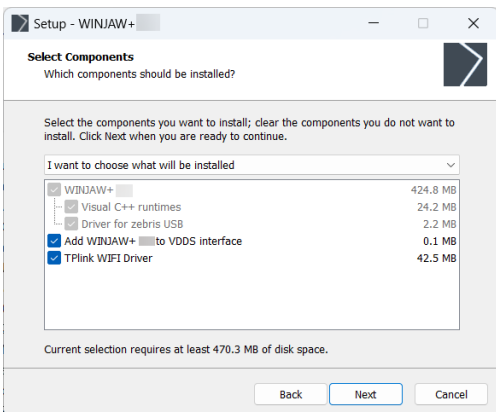 Setup - WINJAW+
Select Components
Which components should be installed?
Select the components you want to install; clear the components you do not want to
install. Click Next when you are ready to continue.
I want to choose what will be installed
WINJAW+ 424.8 MB
Visual C++ runtimes 24.2 MB
Driver for zebris USB 2.2 MB
Add WINJAW+ to VDDS interface 0.1 MB
TPlink WIFI Driver 42.5 MB
Current selection requires at least 470.3 MB of disk space.
Back Next Cancel